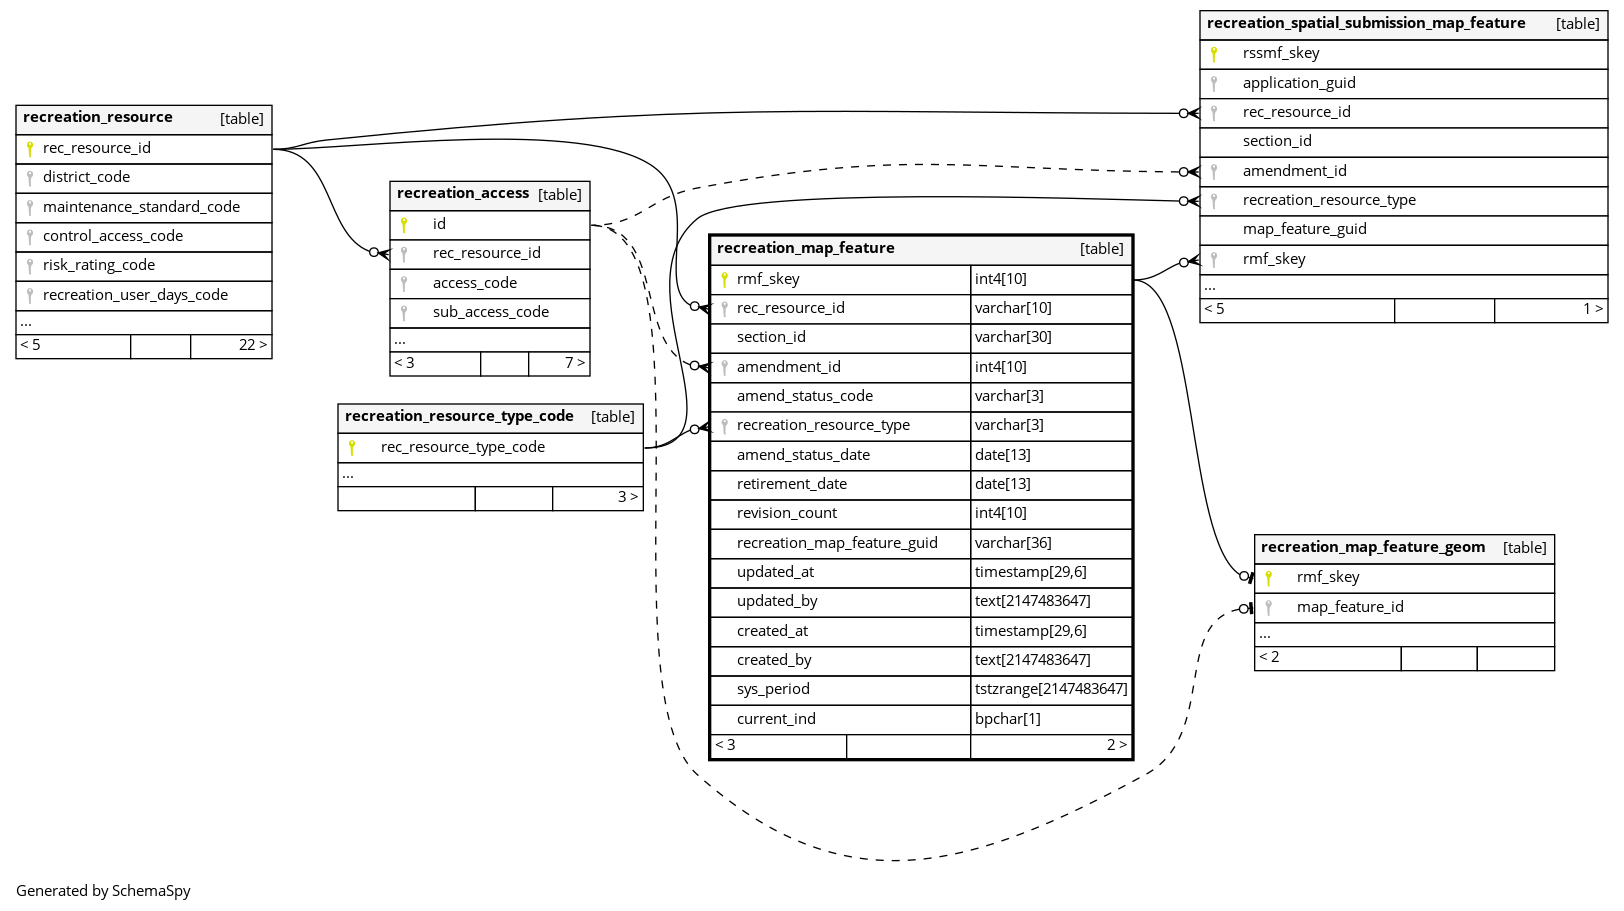 recreation_spatial_submission_map_feature [table]
rssmf_skey
application_guid
rec_resource_id
section_id
amendment_id
recreation_resource_type
map_feature_guid
rmf_skey
...
< 5 1 >
recreation_resource [table]
rec_resource_id
district_code
maintenance_standard_code
control_access_code
risk_rating_code
recreation_user_days_code
...
< 5 22 >
recreation_access [table]
id
rec_resource_id
access_code
sub_access_code
...
< 3 7 >
recreation_resource_type_code [table]
rec_resource_type_code
...
3 >
recreation_map_feature [table]
rmf_skey int4[10]
rec_resource_id varchar[10]
section_id varchar[30]
amendment_id int4[10]
amend_status_code varchar[3]
recreation_resource_type varchar[3]
amend_status_date date[13]
retirement_date date[13]
revision_count int4[10]
recreation_map_feature_guid varchar[36]
updated_at timestamp[29,6]
updated_by text[2147483647]
created_at timestamp[29,6]
created_by text[2147483647]
sys_period tstzrange[2147483647]
current_ind bpchar[1]
< 3 2 >
recreation_map_feature_geom [table]
rmf_skey
map_feature_id
...
< 2
Generated by SchemaSpy